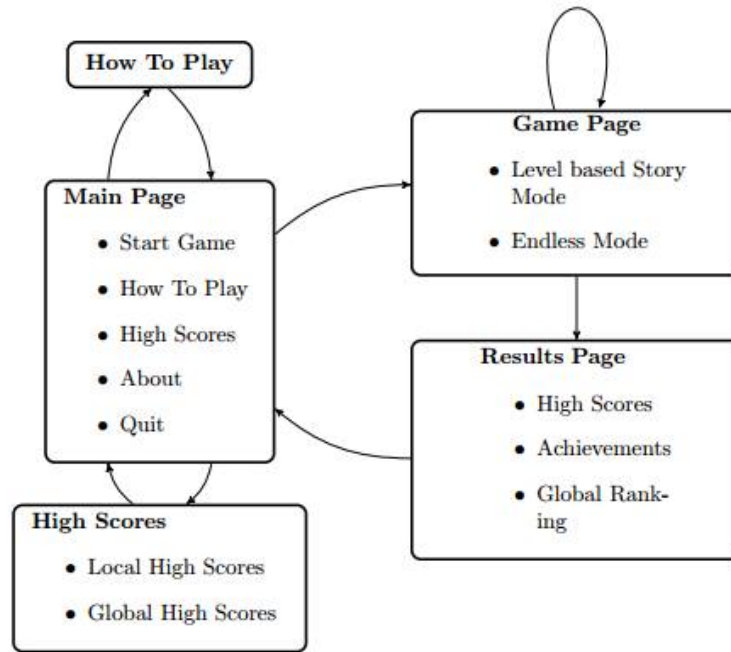 How To Play
Main Page
• Start Game
• How To Play
• High Scores
• About
• Quit
High Scores
• Local High Scores
• Global High Scores
Game Page
• Level based Story
Mode
• Endless Mode
Results Page
• High Scores
• Achievements
• Global Rank-
ing